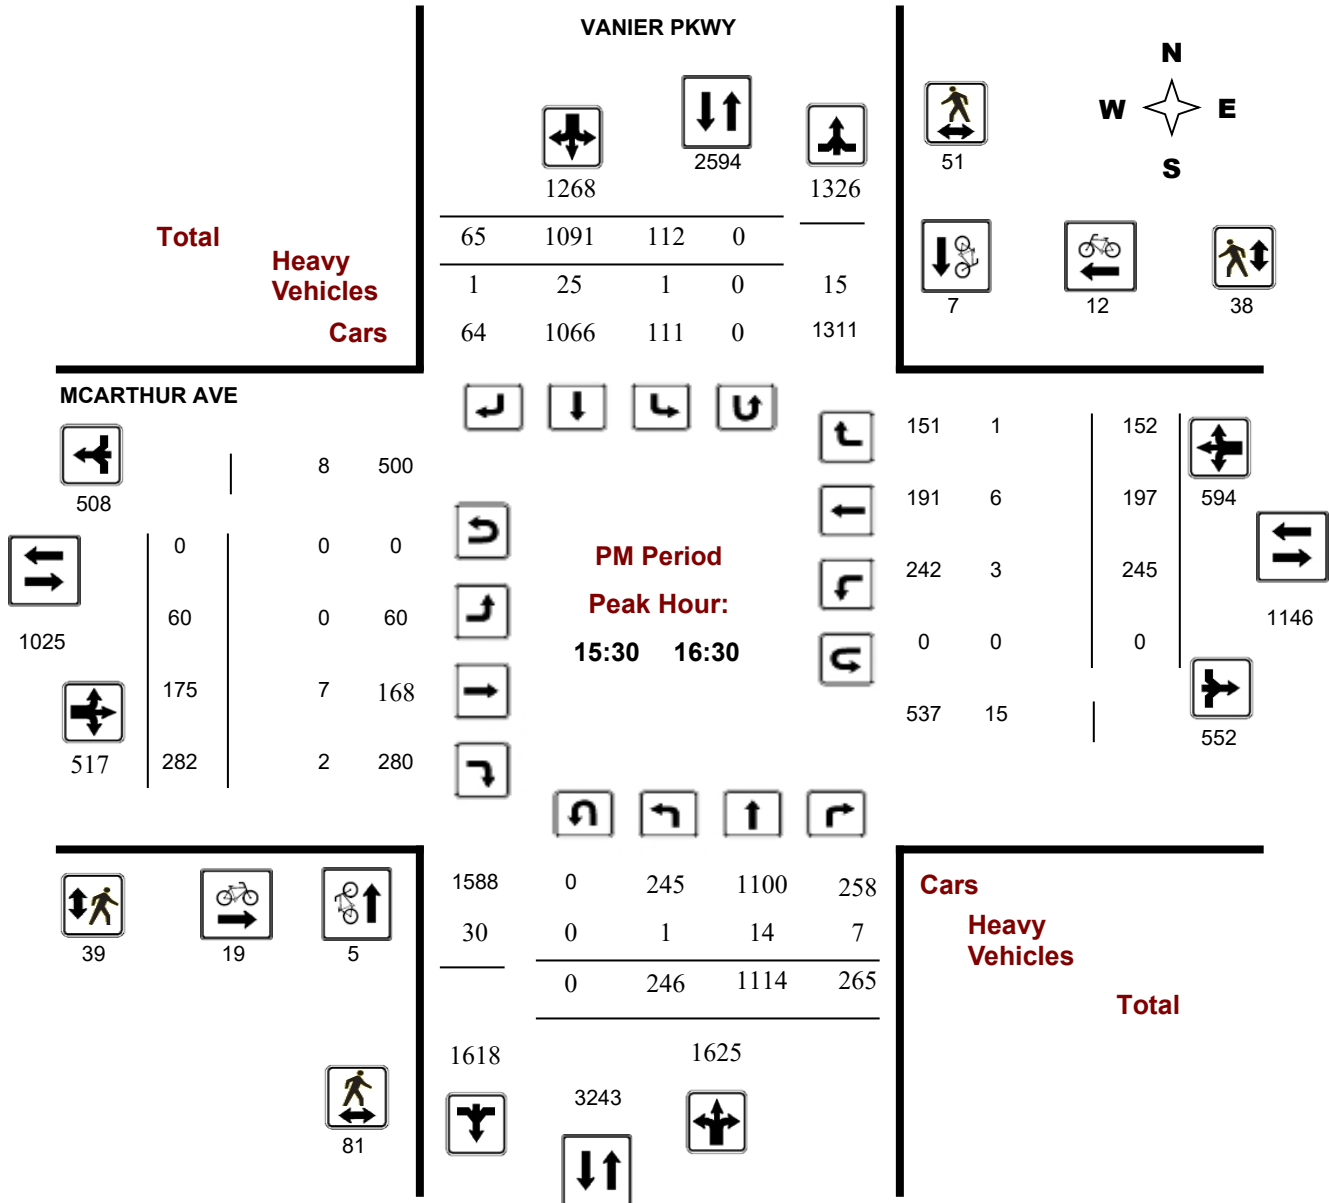 VANIER PKWY
N
W E
S
2594
51
1268 1326
Total 65 1091 112 0
Heavy
Vehicles 1 25 1 0 15
Cars 64 1066 111 0 1311
7 12 38
MCARTHUR AVE
508
8 500
0 0 0
1025
60 0 60
175 7 168
517
282 2 280
PM Period
Peak Hour:
15:30 16:30
151 1 152
594
191 6 197
242 3 245
1146
0 0 0
537 15
552
39 19 5
1588 0 245 1100 258
30 0 1 14 7
0 246 1114 265
Cars
Heavy
Vehicles
Total
1618 1625
3243
81